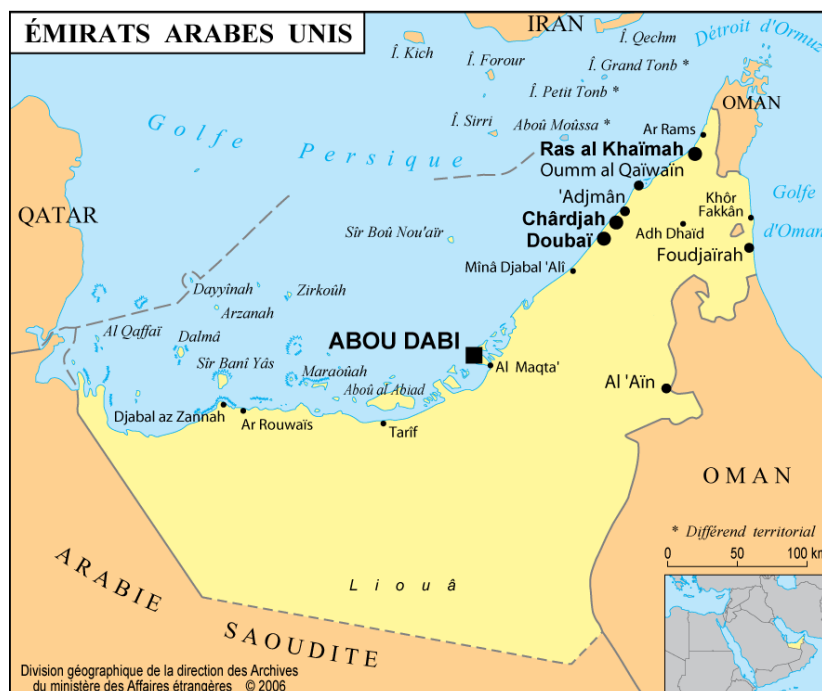 ÉMIRATS ARABES UNIS
IRAN
Î. Kich
Î. Qechm
Détroit d'Ormuz
Î. Forour
Î. Grand Tonb *
Î. Petit Tonb *
OMAN
Î. Sirri
Aboû Moûssa *
Ar Rams
Golfe Persique
Ras al Khaïmah
Oumm al Qaïwaïn
QATAR
'Adjmân
Khôr
Fakkân
Golfe
d'Oman
Chârdjah
Adh Dhaïd
Sîr Boû Nou'aïr
Doubaï
Foudjaïrah
Mînâ Djabal 'Alî
Dayyînah
Zirkoûh
Arzanah
Al Qaffaï
Dalmâ
ABOU DABI
Sîr Banî Yâs
Maraoûah
Al Maqta'
Aboû al Abiad
Al 'Aïn
Djabal az Zannah
Ar Rouwaïs
Tarîf
OMAN
* Différend territorial
0 50 100 km
Liouâ
ARABIE
SAOUDITE
Division géographique de la direction des Archives
du ministère des Affaires étrangères © 2006